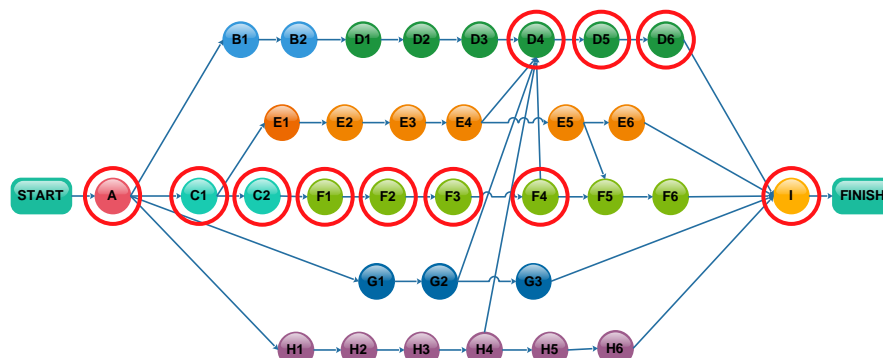 B1 B2 D1 D2 D3 D4 D5 D6
E1 E2 E3 E4 E5 E6
START A C1 C2 F1 F2 F3 F4 F5 F6 I FINISH
G1 G2 G3
H1 H2 H3 H4 H5 H6